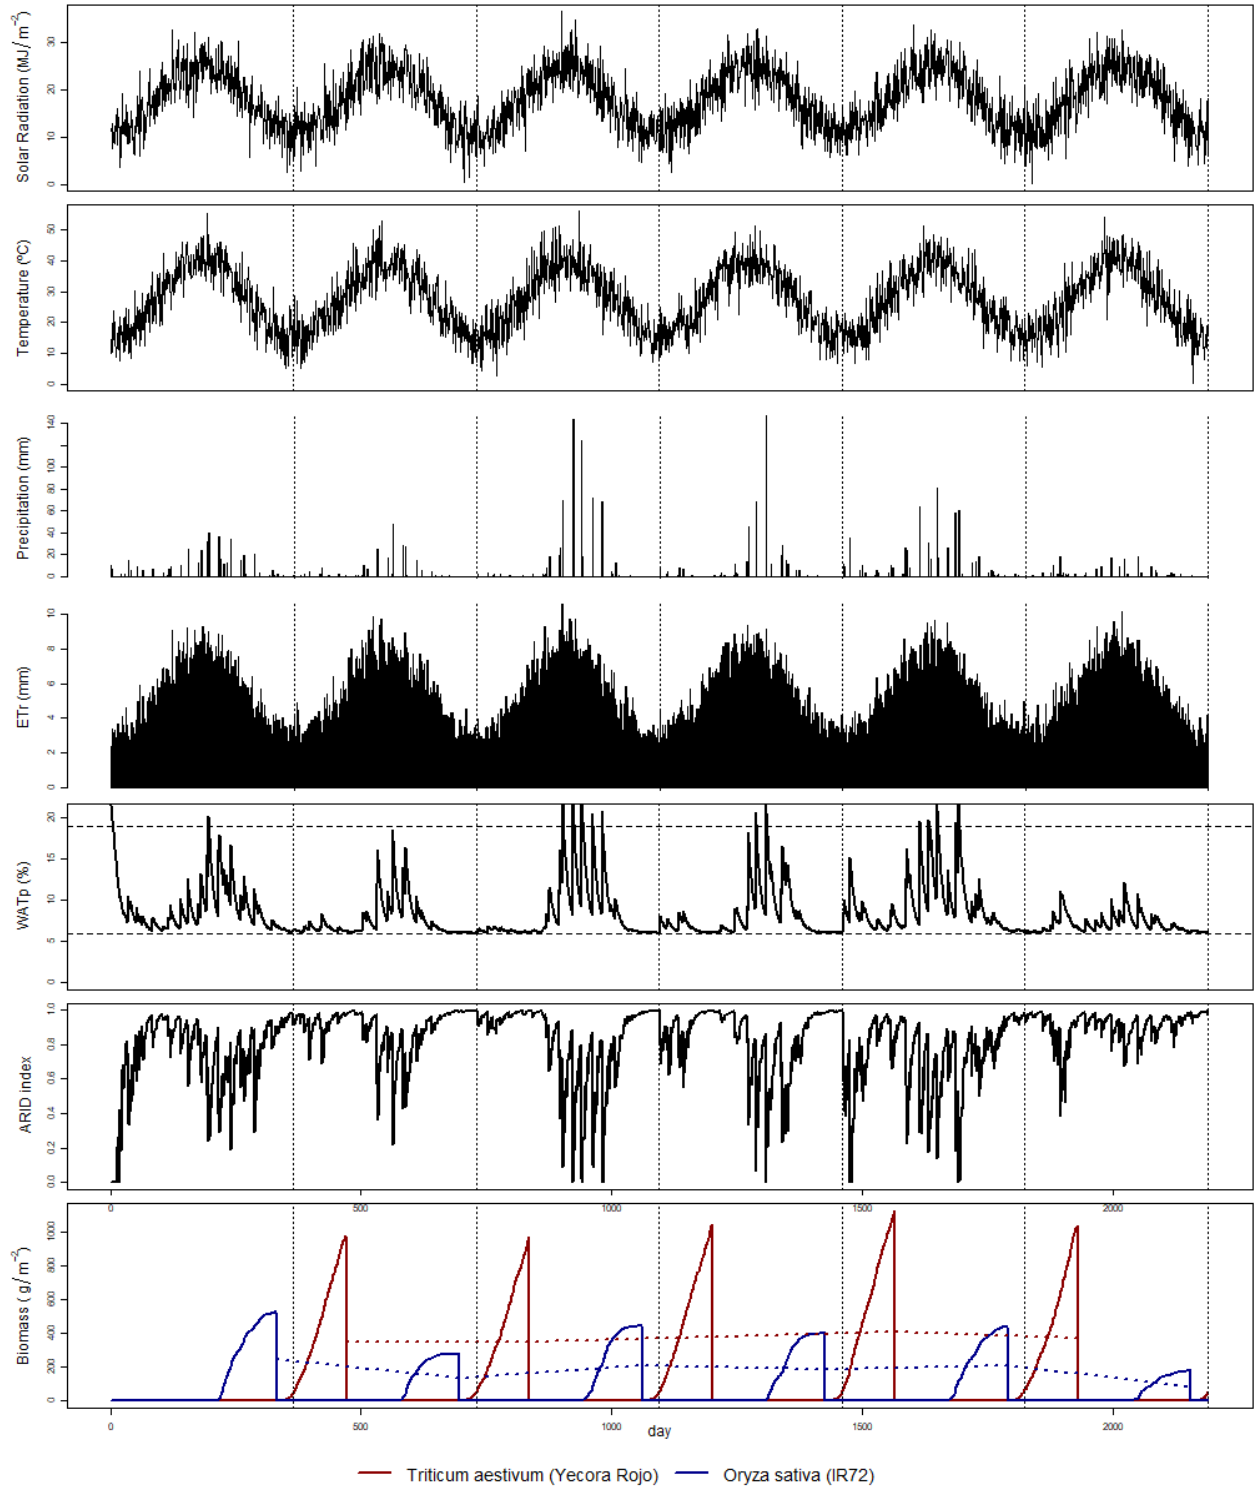 Solar Radiation (MJ/m⁻²)
0 10 20 30
Temperature (ºC)
0 10 20 30 40 50
Precipitation (mm)
0 20 40 60 80 100 140
ETr (mm)
0 2 4 6 8 10
WATp (%)
0 5 10 15 20
ARID index
0.0 0.2 0.4 0.6 0.8 1.0
0 500 1000 1500 2000
Biomass ( g/m⁻²)
0 200 400 600 800 1000
0 500 1000 1500 2000
day
Triticum aestivum (Yecora Rojo) Oryza sativa (IR72)